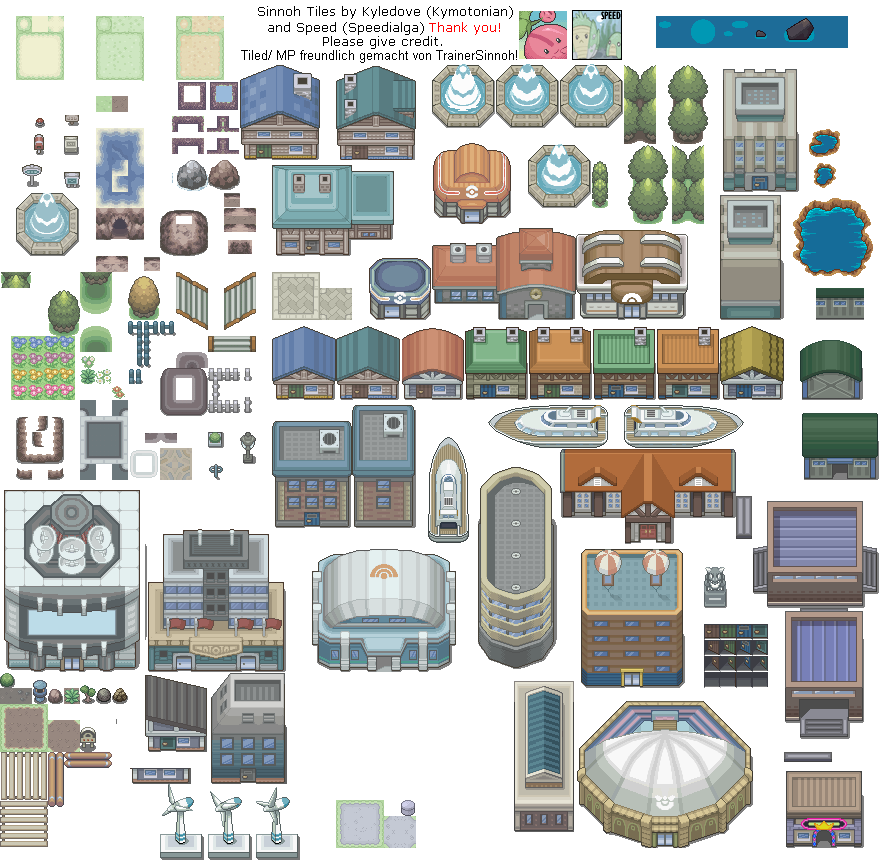 Sinnoh Tiles by Kyledove (Kymotonian)
and Speed (Speedialga) Thank you!
Please give credit.
Tiled/ MP freundlich gemacht von TrainerSinnoh!
SPEED